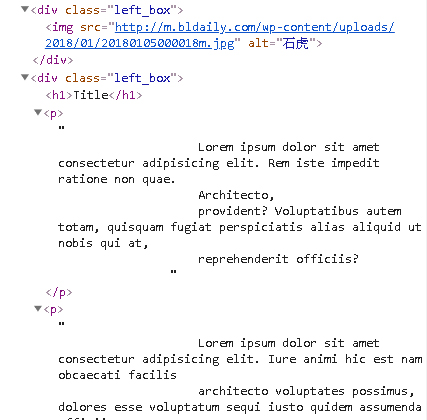 <div class="left_box">
<img src="http://m.bldaily.com/wp-content/uploads/
2018/01/20180105000018m.jpg" alt="石虎">
</div>
<div class="left_box">
<h1>Title</h1>
<p>
"
Lorem ipsum dolor sit amet
consectetur adipisicing elit. Rem iste impedit
ratione non quae.
Architecto,
provident? Voluptatibus autem
totam, quisquam fugiat perspiciatis alias aliquid ut
nobis qui at,
reprehenderit officiis?
"
</p>
<p>
"
Lorem ipsum dolor sit amet
consectetur adipisicing elit. Iure animi hic est nam
obcaecati facilis
architecto voluptates possimus,
dolores esse voluptatum sequi iusto quidem assumenda